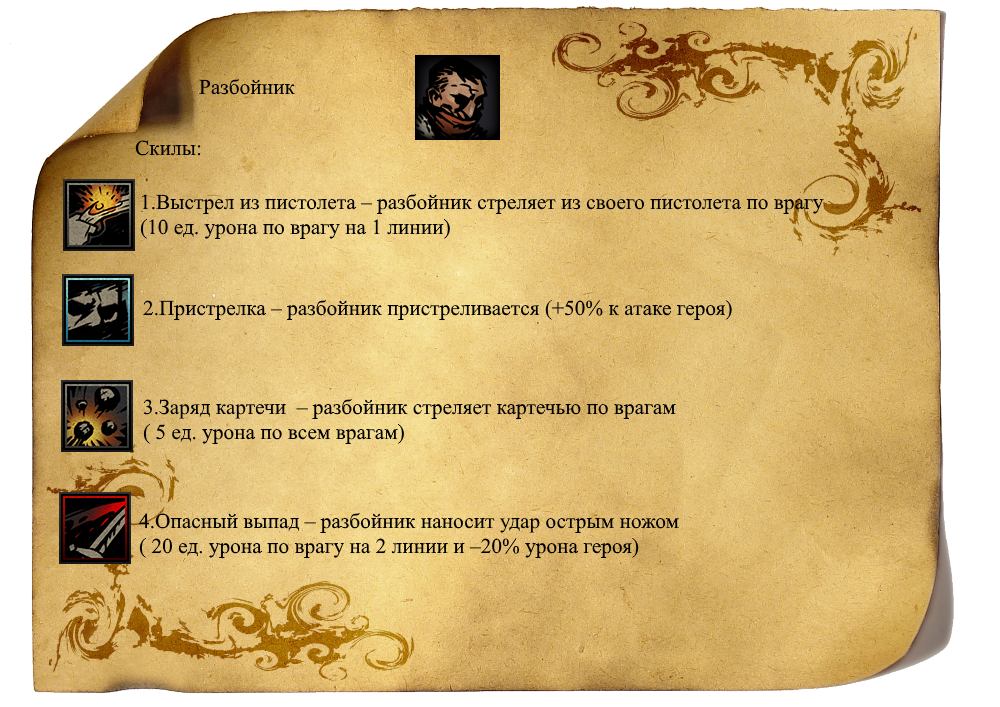 Разбойник
Скилы:
1.Выстрел из пистолета – разбойник стреляет из своего пистолета по врагу
(10 ед. урона по врагу на 1 линии)
2.Пристрелка – разбойник пристреливается (+50% к атаке героя)
3.Заряд картечи – разбойник стреляет картечью по врагам
( 5 ед. урона по всем врагам)
4.Опасный выпад – разбойник наносит удар острым ножом
( 20 ед. урона по врагу на 2 линии и –20% урона героя)